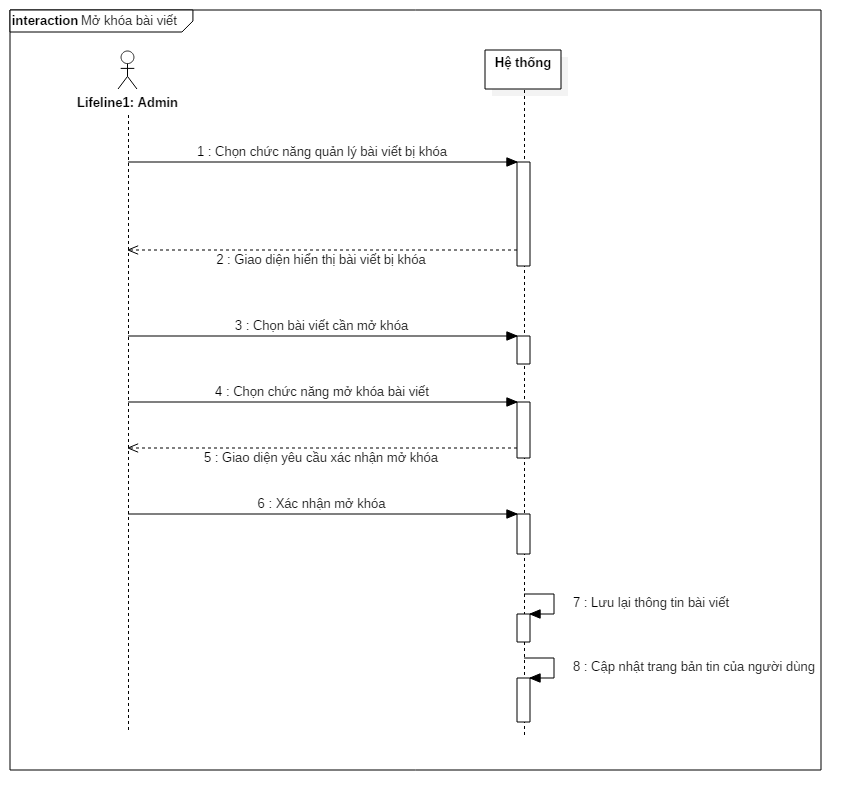 interaction Mở khóa bài viết
Hệ thống
Lifeline1: Admin
1 : Chọn chức năng quản lý bài viết bị khóa
2 : Giao diện hiển thị bài viết bị khóa
3 : Chọn bài viết cần mở khóa
4 : Chọn chức năng mở khóa bài viết
5 : Giao diện yêu cầu xác nhận mở khóa
6 : Xác nhận mở khóa
7 : Lưu lại thông tin bài viết
8 : Cập nhật trang bản tin của người dùng